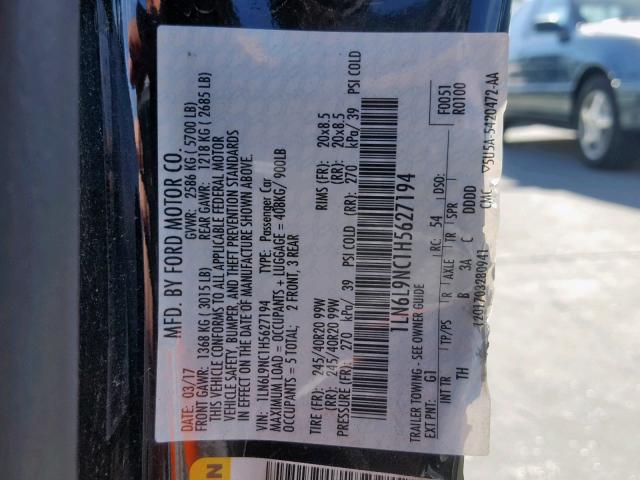 MFD. BY FORD MOTOR CO.
DATE: 03/17 GVWR: 2586 KG (5700 LB)
FRONT GAWR: 1368 KG (3015 LB) REAR GAWR: 1218 KG (2685 LB)
THIS VEHICLE CONFORMS TO ALL APPLICABLE FEDERAL MOTOR
VEHICLE SAFETY, BUMPER, AND THEFT PREVENTION STANDARDS
IN EFFECT ON THE DATE OF MANUFACTURE SHOWN ABOVE.
VIN: 1LN6L9NC1H5627194 TYPE: Passenger Car
MAXIMUM LOAD = OCCUPANTS + LUGGAGE = 408KG/ 900LB
OCCUPANTS = 5 TOTAL: 2 FRONT, 3 REAR
TIRE (FR): 245/40R20 99W RIMS (FR): 20x8.5
(RR): 245/40R20 99W (RR): 20x8.5
PRESSURE (FR): 270 kPa/ 39 PSI COLD (RR): 270 kPa/ 39 PSI COLD
1LN6L9NC1H5627194
TRAILER TOWING - SEE OWNER GUIDE F0051
EXT PNT: G1 RC: 54 DSO: R0100
INT TR TP/PS R AXLE TR SPR
TH B 3A C DDDD
1201703280941 CMC ▽5U5A-5420472-AA